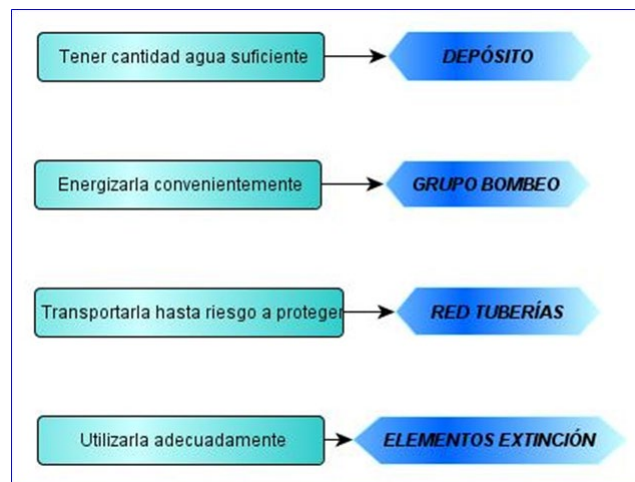 Tener cantidad agua suficiente
DEPÓSITO
Energizarla convenientemente
GRUPO BOMBEO
Transportarla hasta riesgo a proteger
RED TUBERÍAS
Utilizarla adecuadamente
ELEMENTOS EXTINCIÓN